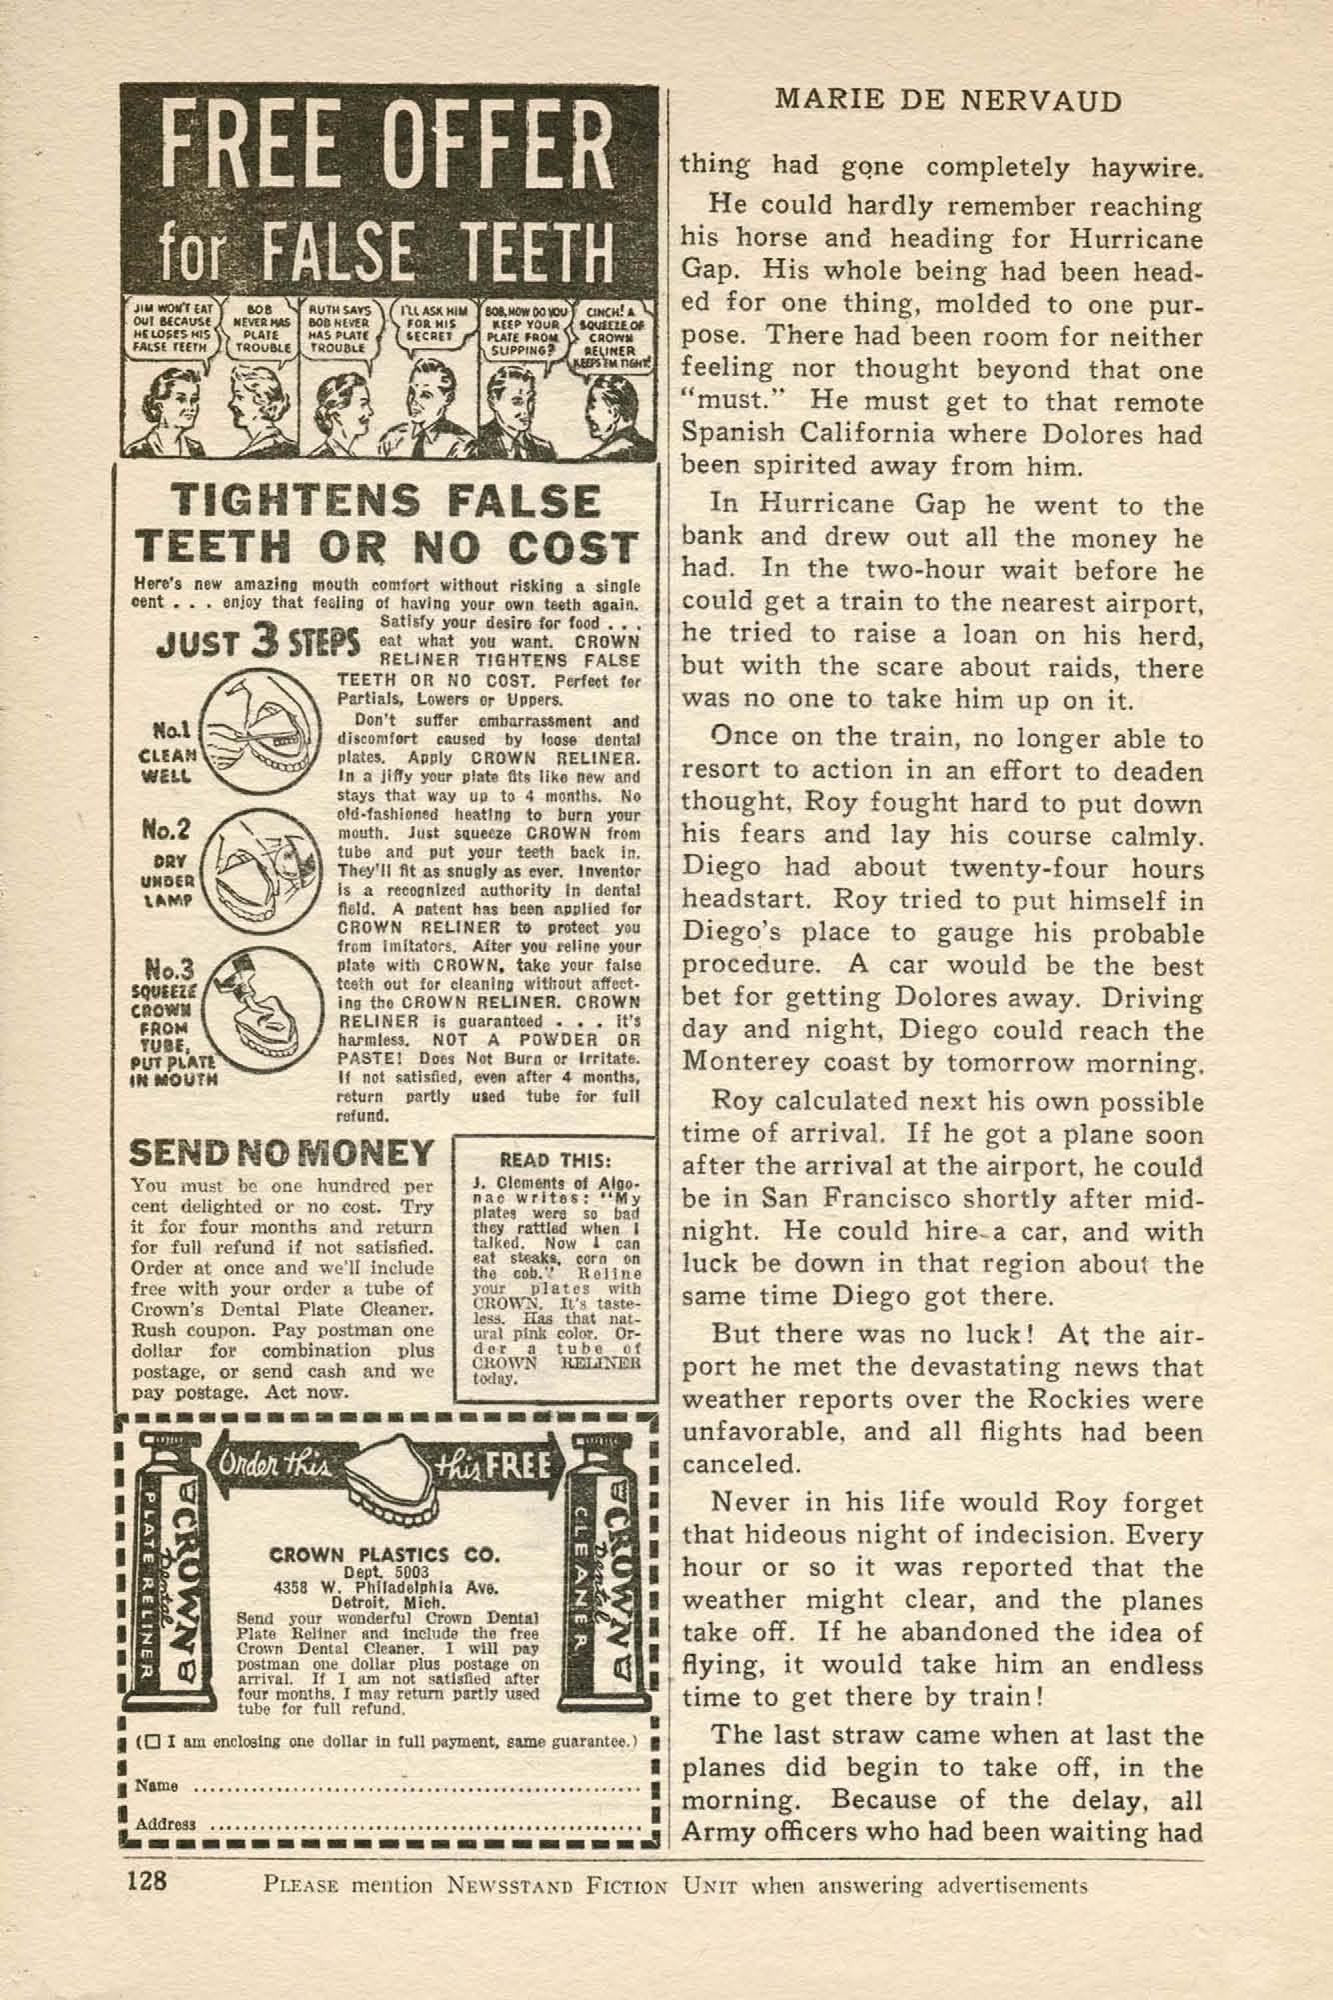 FREE OFFER
for FALSE TEETH
JIM WON'T EAT
OUT BECAUSE
HE LOSES HIS
FALSE TEETH
BOB
NEVER HAS
PLATE
TROUBLE
RUTH SAYS
BOB NEVER
HAS PLATE
TROUBLE
I'LL ASK HIM
FOR HIS
SECRET
BOB, HOW DO YOU
KEEP YOUR
PLATE FROM
SLIPPING?
CINCH! A
SQUEEZE OF
CROWN
RELINER
KEEPS 'EM TIGHT!
TIGHTENS FALSE
TEETH OR NO COST
Here's new amazing mouth comfort without risking a single
cent . . . enjoy that feeling of having your own teeth again.
Satisfy your desire for food . . .
eat what you want. CROWN
RELINER TIGHTENS FALSE
TEETH OR NO COST. Perfect for
Partials, Lowers or Uppers.
Don't suffer embarrassment and
discomfort caused by loose dental
plates. Apply CROWN RELINER.
In a jiffy your plate fits like new and
stays that way up to 4 months. No
old-fashioned heating to burn your
mouth. Just squeeze CROWN from
tube and put your teeth back in.
They'll fit as snugly as ever. Inventor
is a recognized authority in dental
field. A patent has been applied for
CROWN RELINER to protect you
from imitators. After you reline your
plate with CROWN, take your false
teeth out for cleaning without affect-
ing the CROWN RELINER. CROWN
RELINER is guaranteed . . . it's
harmless. NOT A POWDER OR
PASTE! Does Not Burn or Irritate.
If not satisfied, even after 4 months,
return partly used tube for full
refund.
JUST 3 STEPS
No.1
CLEAN
WELL
No.2
DRY
UNDER
LAMP
No.3
SQUEEZE
CROWN
FROM
TUBE,
PUT PLATE
IN MOUTH
SEND NO MONEY
You must be one hundred per
cent delighted or no cost. Try
it for four months and return
for full refund if not satisfied.
Order at once and we'll include
free with your order a tube of
Crown's Dental Plate Cleaner.
Rush coupon. Pay postman one
dollar for combination plus
postage, or send cash and we
pay postage. Act now.
READ THIS:
J. Clements of Algo-
nac writes: "My
plates were so bad
they rattled when I
talked. Now I can
eat steaks, corn on
the cob." Reline
your plates with
CROWN. It's taste-
less. Has that nat-
ural pink color. Or-
der a tube of
CROWN RELINER
today.
Order this
this FREE
CROWN
Dental
PLATE RELINER
CROWN
Dental
CLEANER
CROWN PLASTICS CO.
Dept. 5003
4358 W. Philadelphia Ave.
Detroit, Mich.
Send your wonderful Crown Dental
Plate Reliner and include the free
Crown Dental Cleaner. I will pay
postman one dollar plus postage on
arrival. If I am not satisfied after
four months, I may return partly used
tube for full refund.
(☐ I am enclosing one dollar in full payment, same guarantee.)
Name
Address
MARIE DE NERVAUD
thing had gone completely haywire.
He could hardly remember reaching
his horse and heading for Hurricane
Gap. His whole being had been head-
ed for one thing, molded to one pur-
pose. There had been room for neither
feeling nor thought beyond that one
"must." He must get to that remote
Spanish California where Dolores had
been spirited away from him.
In Hurricane Gap he went to the
bank and drew out all the money he
had. In the two-hour wait before he
could get a train to the nearest airport,
he tried to raise a loan on his herd,
but with the scare about raids, there
was no one to take him up on it.
Once on the train, no longer able to
resort to action in an effort to deaden
thought, Roy fought hard to put down
his fears and lay his course calmly.
Diego had about twenty-four hours
headstart. Roy tried to put himself in
Diego's place to gauge his probable
procedure. A car would be the best
bet for getting Dolores away. Driving
day and night, Diego could reach the
Monterey coast by tomorrow morning.
Roy calculated next his own possible
time of arrival. If he got a plane soon
after the arrival at the airport, he could
be in San Francisco shortly after mid-
night. He could hire a car, and with
luck be down in that region about the
same time Diego got there.
But there was no luck! At the air-
port he met the devastating news that
weather reports over the Rockies were
unfavorable, and all flights had been
canceled.
Never in his life would Roy forget
that hideous night of indecision. Every
hour or so it was reported that the
weather might clear, and the planes
take off. If he abandoned the idea of
flying, it would take him an endless
time to get there by train!
The last straw came when at last the
planes did begin to take off, in the
morning. Because of the delay, all
Army officers who had been waiting had
128
PLEASE mention NEWSSTAND FICTION UNIT when answering advertisements